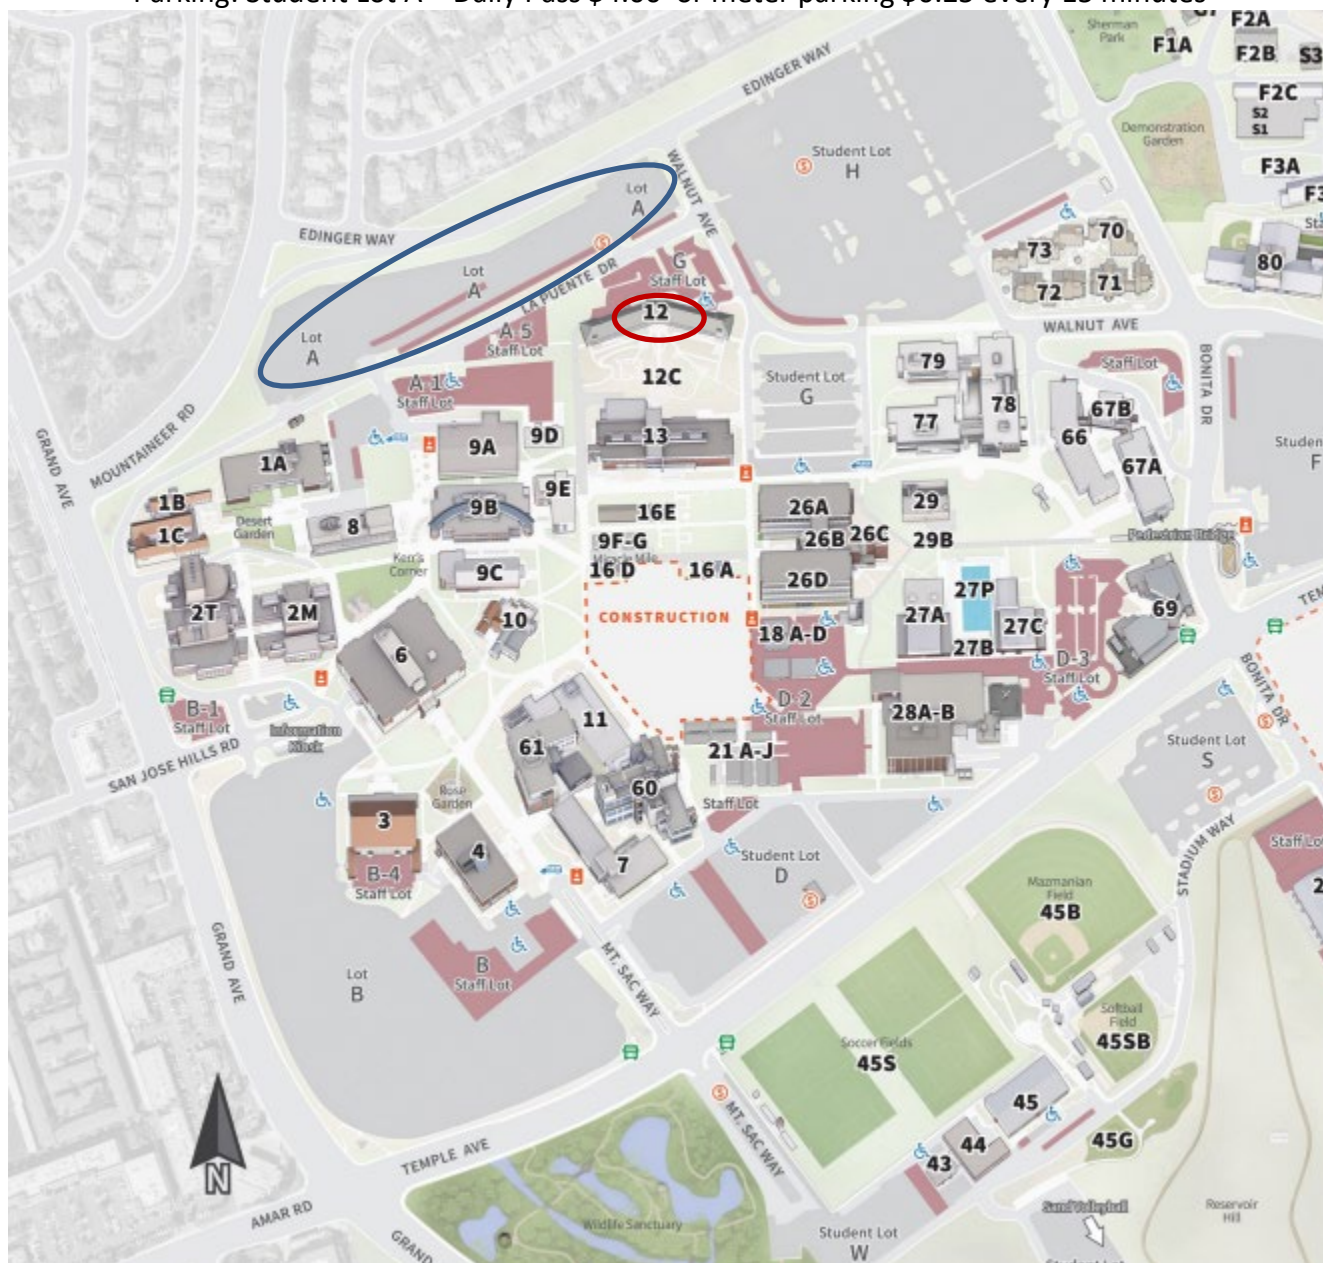 Parking: Student Lot A – Daily Pass $4.00 or meter parking $0.25 every 15 minutes
Sherman
Park
F2A
F1A
F2B
S3
F2C
S2
S1
EDINGER WAY
Demonstration
Garden
Student Lot
H
WALNUT AVE
F3A
Lot
A
EDINGER WAY
70
73
80
Lot
A
G
Staff Lot
LA PUENTE DR
72
71
12
WALNUT AVE
Lot
A
A-5
Staff Lot
BONITA DR
79
Staff Lot
12C
Student Lot
G
A-1
Staff Lot
67B
78
77
66
MOUNTAINEER RD
GRAND AVE
9D
13
9A
67A
1A
9E
1B
29
26A
9B
16E
8
Desert
Garden
1C
26C
26B
29B
Pedestrian Bridge
9F-G
Miracle Mile
Ken's
Corner
9C
16 D
16 A
26D
27P
2T
2M
10
CONSTRUCTION
27A
27C
69
18 A-D
27B
6
D-3
Staff Lot
BONITA DR
B-1
Staff Lot
D-2
Staff Lot
28A-B
11
Information
Kiosk
61
Student Lot
S
21 A-J
SAN JOSE HILLS RD
60
Rose
Garden
Staff Lot
3
STADIUM WAY
4
7
Student Lot
D
B-4
Staff Lot
Mazmanian
Field
45B
GRAND AVE
Lot
B
B
Staff Lot
MT. SAC WAY
Softball
Field
45SB
Soccer Fields
45S
45
MT. SAC WAY
TEMPLE AVE
44
45G
43
N
AMAR RD
Wildlife Sanctuary
Sand Volleyball
Reservoir
Hill
Student Lot
W
GRAND